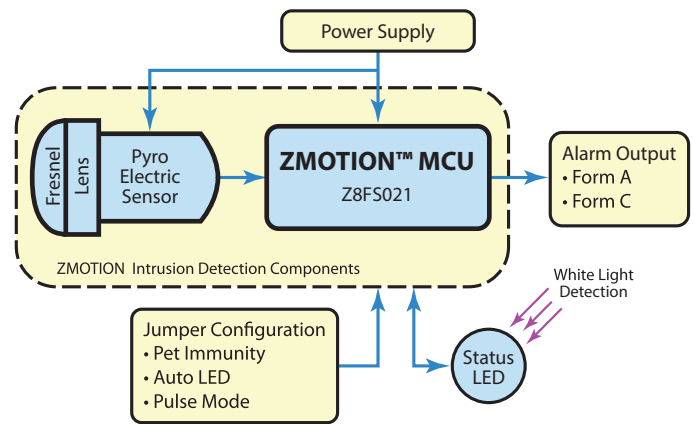 Power Supply
Fresnel
Lens
Pyro
Electric
Sensor
ZMOTION™ MCU
Z8FS021
Alarm Output
• Form A
• Form C
ZMOTION Intrusion Detection Components
White Light
Detection
Jumper Configuration
• Pet Immunity
• Auto LED
• Pulse Mode
Status
LED